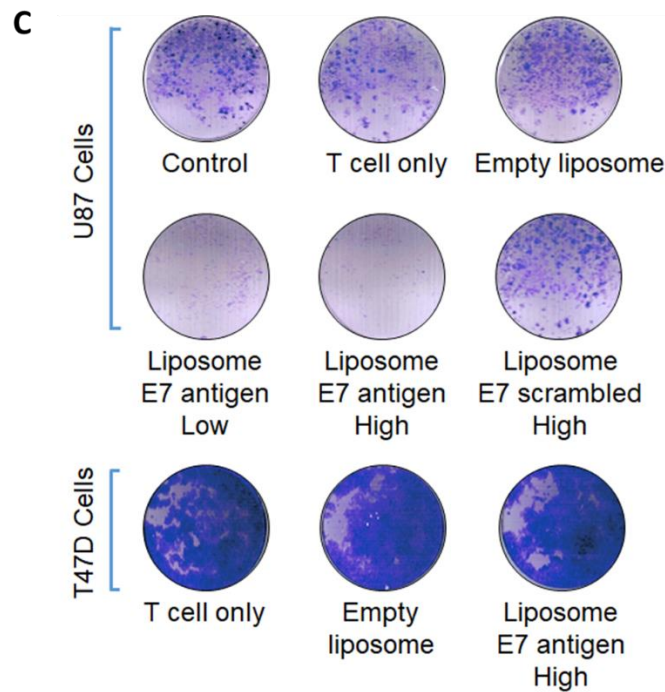 C
U87 Cells
Control
T cell only
Empty liposome
Liposome
E7 antigen
Low
Liposome
E7 antigen
High
Liposome
E7 scrambled
High
T47D Cells
T cell only
Empty
liposome
Liposome
E7 antigen
High